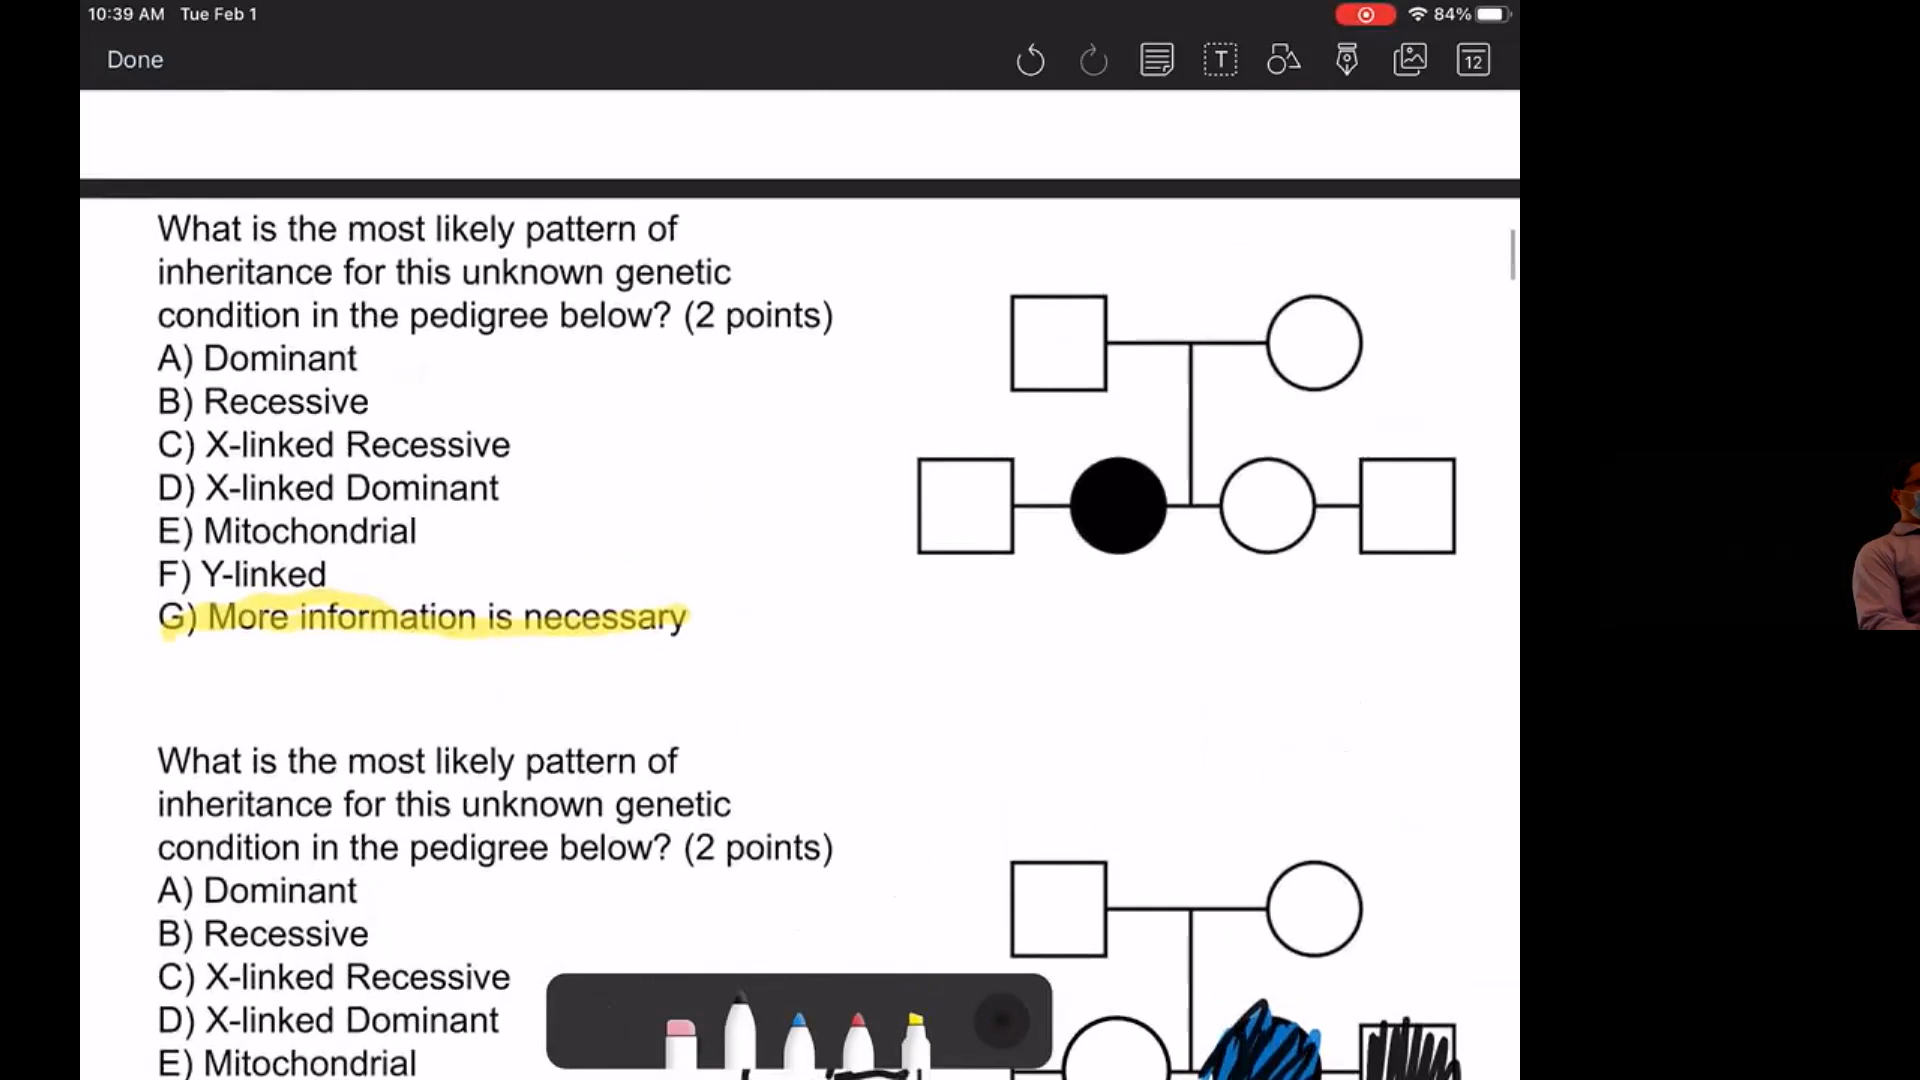 10:39 AM Tue Feb 1
84%
Done
T
12
What is the most likely pattern of
inheritance for this unknown genetic
condition in the pedigree below? (2 points)
A) Dominant
B) Recessive
C) X-linked Recessive
D) X-linked Dominant
E) Mitochondrial
F) Y-linked
G) More information is necessary
What is the most likely pattern of
inheritance for this unknown genetic
condition in the pedigree below? (2 points)
A) Dominant
B) Recessive
C) X-linked Recessive
D) X-linked Dominant
E) Mitochondrial